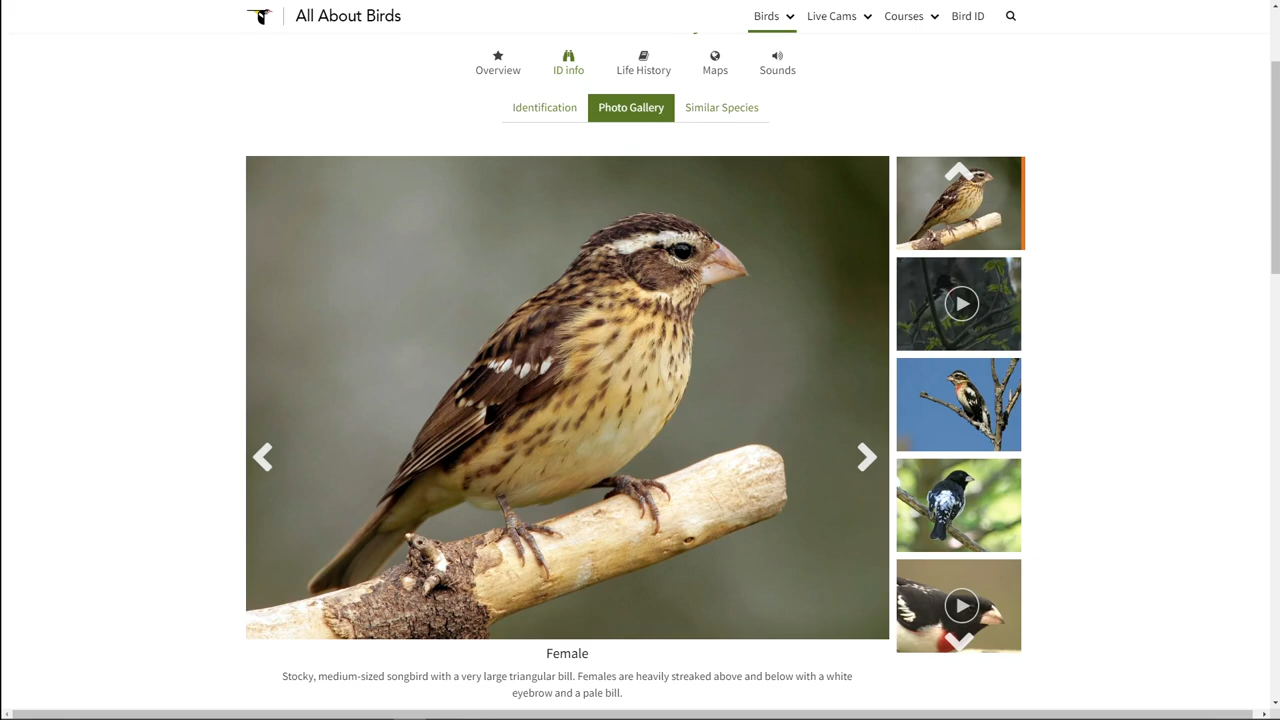 All About Birds
Birds
Live Cams
Courses
Bird ID
Overview
ID info
Life History
Maps
Sounds
Identification
Photo Gallery
Similar Species
Female
Stocky, medium-sized songbird with a very large triangular bill. Females are heavily streaked above and below with a white
eyebrow and a pale bill.